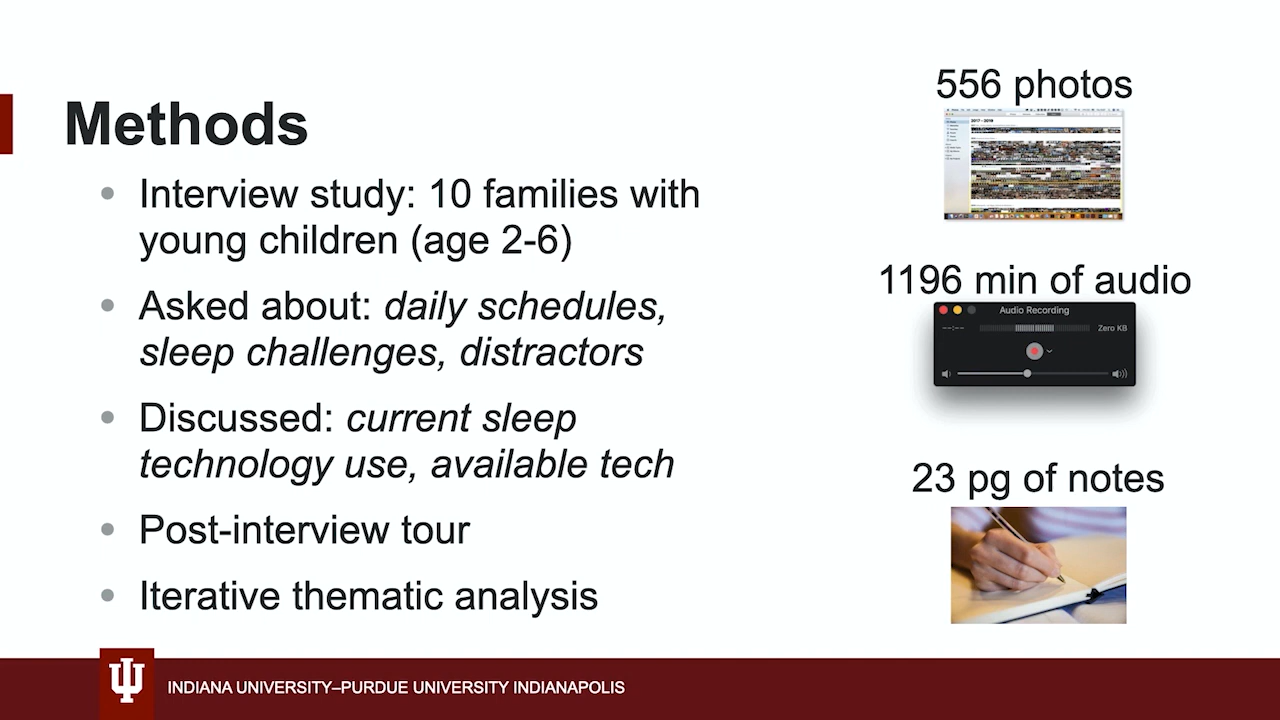 Methods
Interview study: 10 families with
young children (age 2-6)
Asked about: daily schedules,
sleep challenges, distractors
Discussed: current sleep
technology use, available tech
Post-interview tour
Iterative thematic analysis
556 photos
2017 - 2019
1196 min of audio
Audio Recording
--:--
Zero KB
23 pg of notes
INDIANA UNIVERSITY–PURDUE UNIVERSITY INDIANAPOLIS